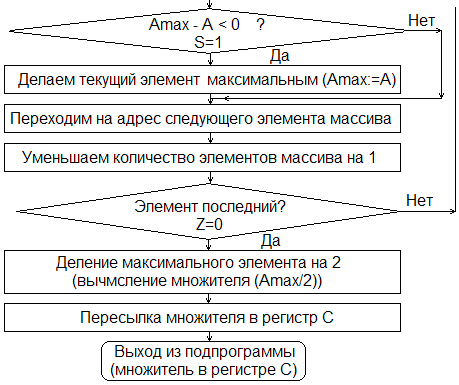 Amax - A < 0 ?
Нет
S=1
Да
Делаем текущий элемент максимальным (Amax:=A)
Переходим на адрес следующего элемента массива
Уменьшаем количество элементов массива на 1
Элемент последний?
Нет
Z=0
Да
Деление максимального элемента на 2
(вычмсление множителя (Amax/2))
Пересылка множителя в регистр С
Выход из подпрограммы
(множитель в регистре С)